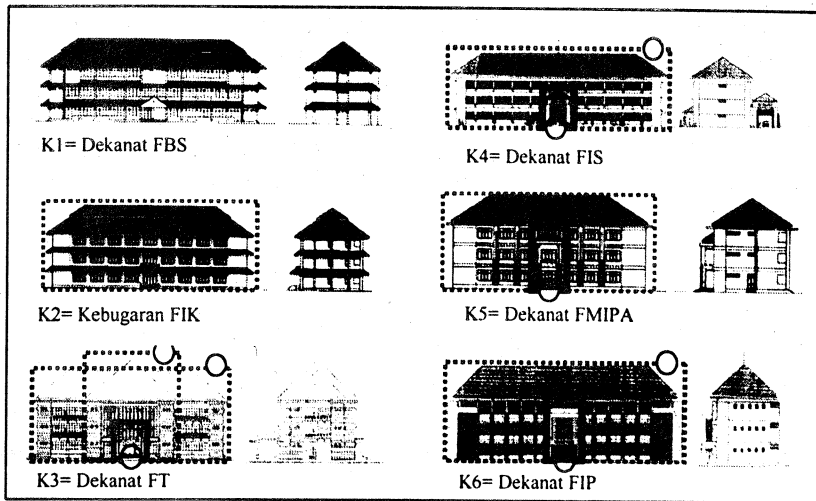 K1= Dekanat FBS
K4= Dekanat FIS
K2= Kebugaran FIK
K5= Dekanat FMIPA
K3= Dekanat FT
K6= Dekanat FIP